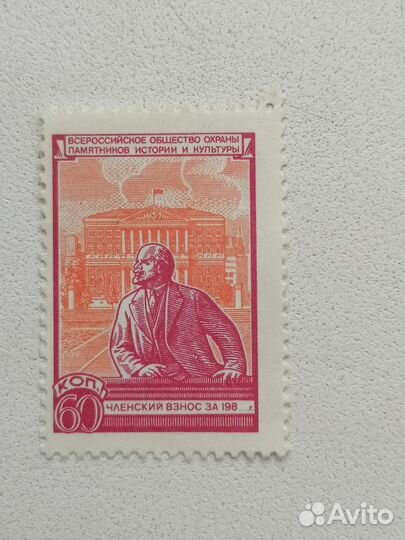 ВСЕРОССИЙСКОЕ ОБЩЕСТВО ОХРАНЫ
ПАМЯТНИКОВ ИСТОРИИ И КУЛЬТУРЫ
КОП.
60
ЧЛЕНСКИЙ ВЗНОС ЗА 198...г.
Avito